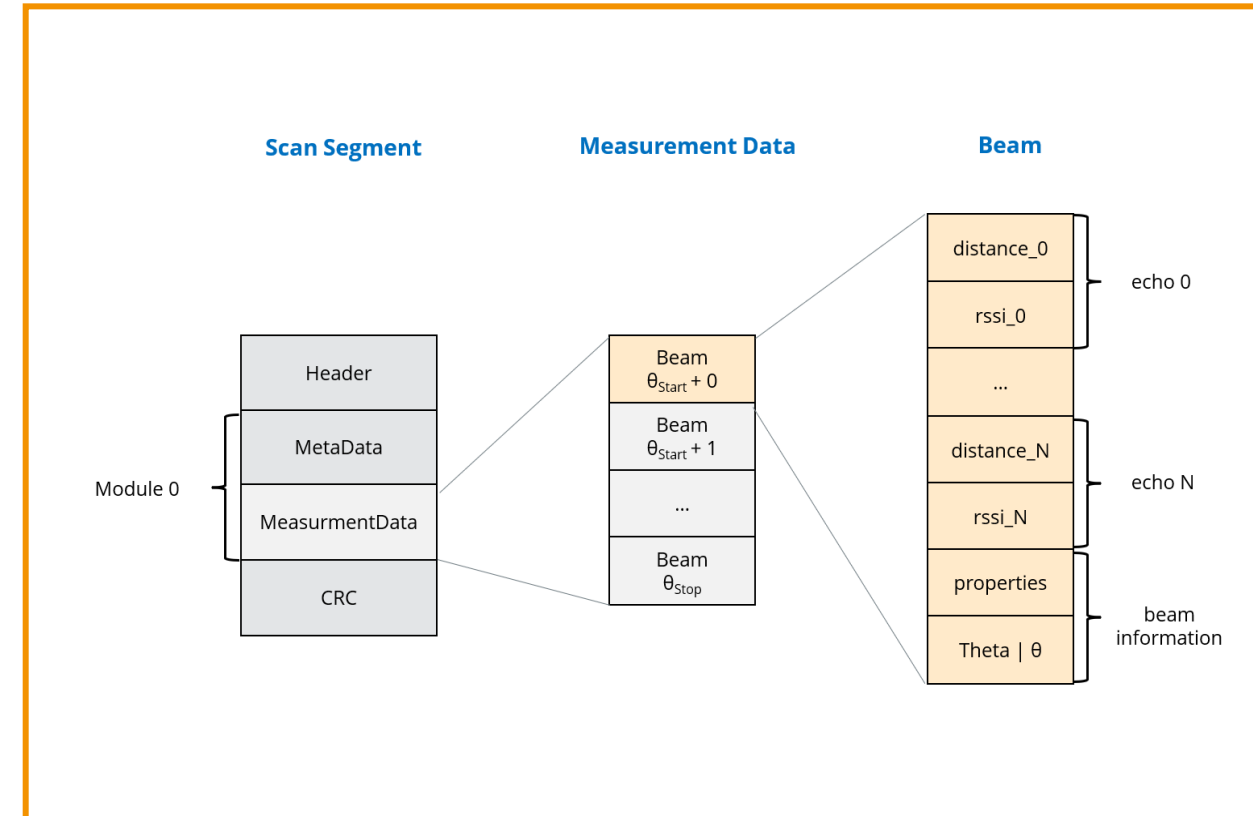 Scan Segment
Measurement Data
Beam
Module 0
Header
MetaData
MeasurmentData
CRC
Beam
θStart + 0
Beam
θStart + 1
...
Beam
θStop
distance_0
rssi_0
...
distance_N
rssi_N
properties
Theta | θ
echo 0
echo N
beam
information